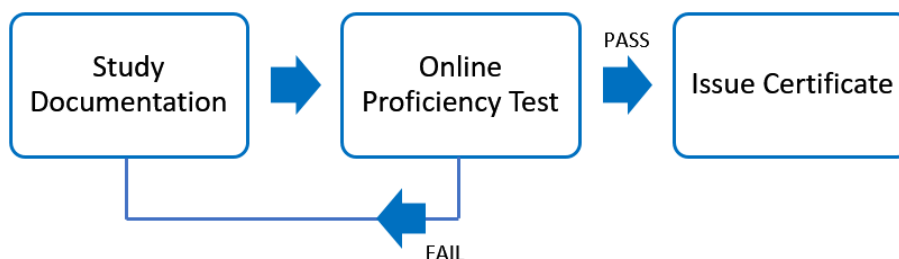 Study
Documentation
Online
Proficiency Test
PASS
Issue Certificate
FAIL